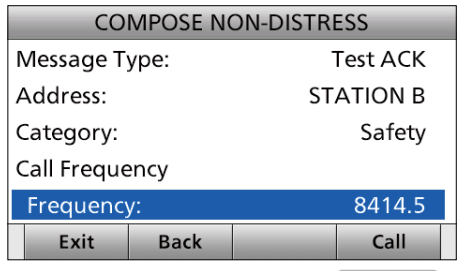 COMPOSE NON-DISTRESS
Message Type: Test ACK
Address: STATION B
Category: Safety
Call Frequency
Frequency: 8414.5
Exit Back Call